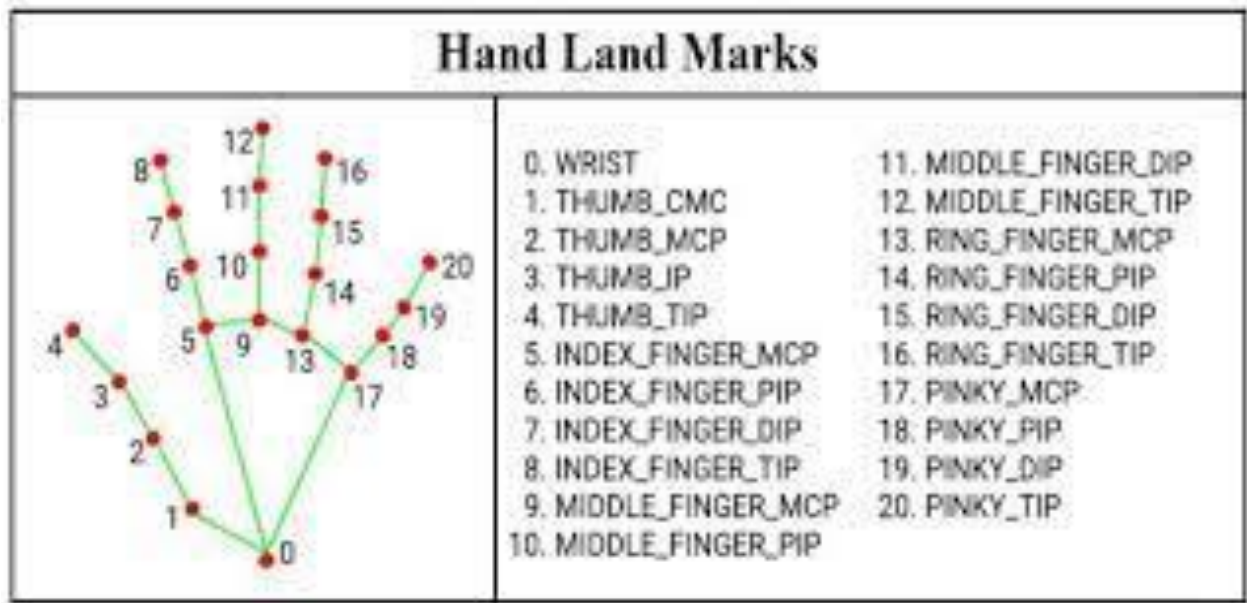 Hand Land Marks
12
8
16
11
7
15
6
10
14
20
19
5
9
13
18
4
17
3
2
1
0
0. WRIST
1. THUMB_CMC
2. THUMB_MCP
3. THUMB_IP
4. THUMB_TIP
5. INDEX_FINGER_MCP
6. INDEX_FINGER_PIP
7. INDEX_FINGER_DIP
8. INDEX_FINGER_TIP
9. MIDDLE_FINGER_MCP
10. MIDDLE_FINGER_PIP
11. MIDDLE_FINGER_DIP
12. MIDDLE_FINGER_TIP
13. RING_FINGER_MCP
14. RING_FINGER_PIP
15. RING_FINGER_DIP
16. RING_FINGER_TIP
17. PINKY_MCP
18. PINKY_PIP
19. PINKY_DIP
20. PINKY_TIP